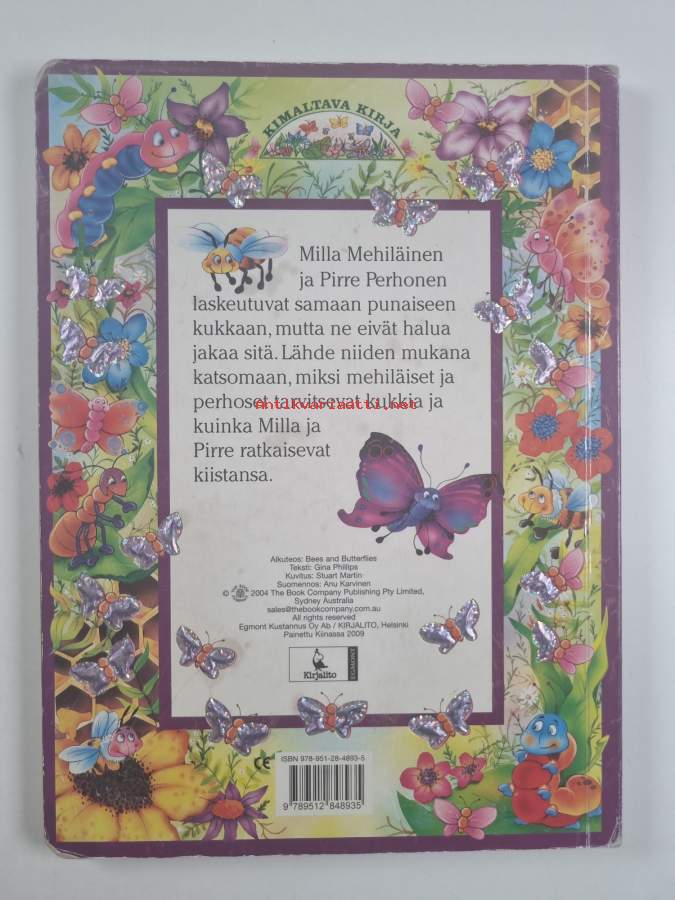 KIMALTAVA KIRJA
Milla Mehiläinen
ja Pirre Perhonen
laskeutuvat samaan punaiseen
kukkaan, mutta ne eivät halua
jakaa sitä. Lähde niiden mukana
katsomaan, miksi mehiläiset ja
perhoset tarvitsevat kukkia ja
antikvariaatti.net
kuinka Milla ja
Pirre ratkaisevat
kiistansa.
Alkuteos: Bees and Butterflies
Teksti: Gina Phillips
Kuvitus: Stuart Martin
Suomennos: Anu Karvinen
© 2004 The Book Company Publishing Pty Limited,
Sydney Australia
sales@thebookcompany.com.au
All rights reserved
Egmont Kustannus Oy Ab / KIRJALITO, Helsinki
Painettu Kiinassa 2009
Kirjalito
EGMONT
CE
ISBN 978-951-28-4893-5
9 789512 848935